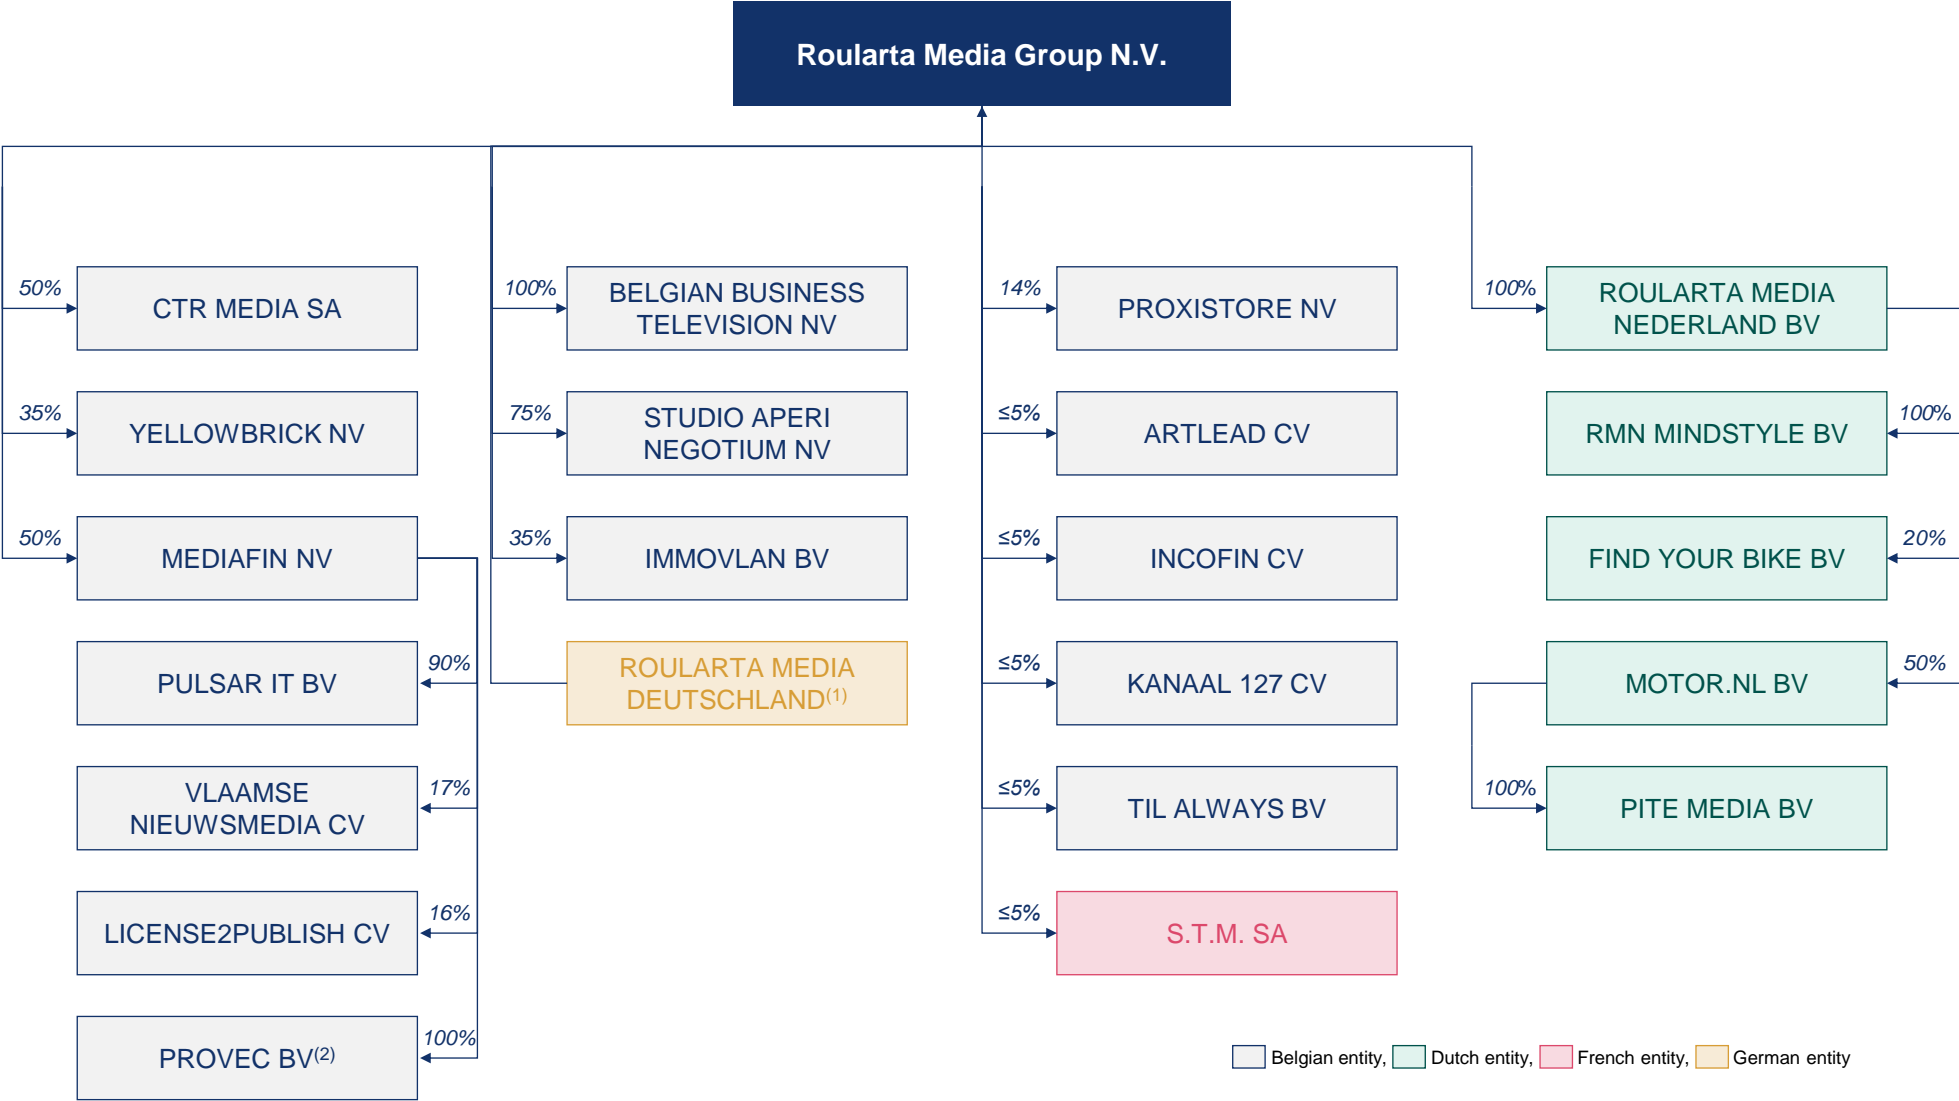 Roularta Media Group N.V.
50%
CTR MEDIA SA
35%
YELLOWBRICK NV
50%
MEDIAFIN NV
90%
PULSAR IT BV
17%
VLAAMSE
NIEUWSMEDIA CV
16%
LICENSE2PUBLISH CV
100%
PROVEC BV(2)
100%
BELGIAN BUSINESS
TELEVISION NV
75%
STUDIO APERI
NEGOTIUM NV
35%
IMMOVLAN BV
ROULARTA MEDIA
DEUTSCHLAND(1)
14%
PROXISTORE NV
≤5%
ARTLEAD CV
≤5%
INCOFIN CV
≤5%
KANAAL 127 CV
≤5%
TIL ALWAYS BV
≤5%
S.T.M. SA
100%
ROULARTA MEDIA
NEDERLAND BV
100%
RMN MINDSTYLE BV
20%
FIND YOUR BIKE BV
50%
MOTOR.NL BV
100%
PITE MEDIA BV
Belgian entity, Dutch entity, French entity, German entity